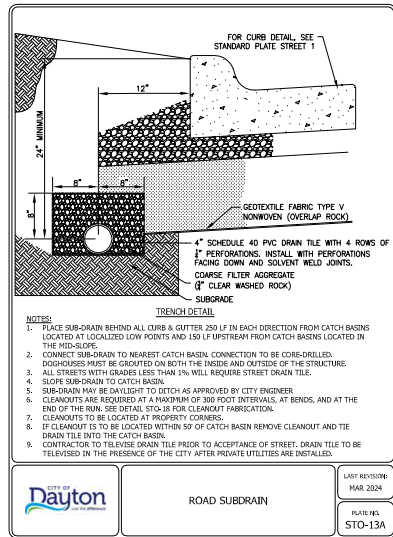 FOR CURB DETAIL, SEE
STANDARD PLATE STREET 1
12"
24" MINIMUM
8" 8"
8"
GEOTEXTILE FABRIC TYPE V
NONWOVEN (OVERLAP ROCK)
4" SCHEDULE 40 PVC DRAIN TILE WITH 4 ROWS OF
PERFORATIONS. INSTALL WITH PERFORATIONS
FACING DOWN AND SOLVENT WELD JOINTS.
COARSE FILTER AGGREGATE
CLEAR WASHED ROCK)
SUBGRADE
TRENCH DETAIL
NOTES:
1. PLACE SUB-DRAIN BEHIND ALL CURB & GUTTER 250 LF IN EACH DIRECTION FROM CATCH BASINS
LOCATED AT LOCALIZED LOW POINTS AND 150 LF UPSTREAM FROM CATCH BASINS LOCATED IN
THE MID-SLOPE.
2. CONNECT SUB-DRAIN TO NEAREST CATCH BASIN. CONNECTION TO BE CORE-DRILLED.
DOGHOUSES MUST BE GROUTED ON BOTH THE INSIDE AND OUTSIDE OF THE STRUCTURE.
3. ALL STREETS WITH GRADES LESS THAN 1% WILL REQUIRE STREET DRAIN TILE.
4. SLOPE SUB-DRAIN TO CATCH BASIN.
5. SUB-DRAIN MAY BE DAYLIGHT TO DITCH AS APPROVED BY CITY ENGINEER
6. CLEANOUTS ARE REQUIRED AT A MAXIMUM OF 300 FOOT INTERVALS, AT BENDS, AND AT THE
END OF THE RUN. SEE DETAIL STO-18 FOR CLEANOUT FABRICATION.
7. CLEANOUTS TO BE LOCATED AT PROPERTY CORNERS.
8. IF CLEANOUT IS TO BE LOCATED WITHIN 50' OF CATCH BASIN REMOVE CLEANOUT AND TIE
DRAIN TILE INTO THE CATCH BASIN.
9. CONTRACTOR TO TELEVISE DRAIN TILE PRIOR TO ACCEPTANCE OF STREET. DRAIN TILE TO BE
TELEVISED IN THE PRESENCE OF THE CITY AFTER PRIVATE UTILITIES ARE INSTALLED.
CITY OF
Dayton
ROAD SUBDRAIN
LAST REVISION:
MAR 2024
PLATE NO.
STO-13A